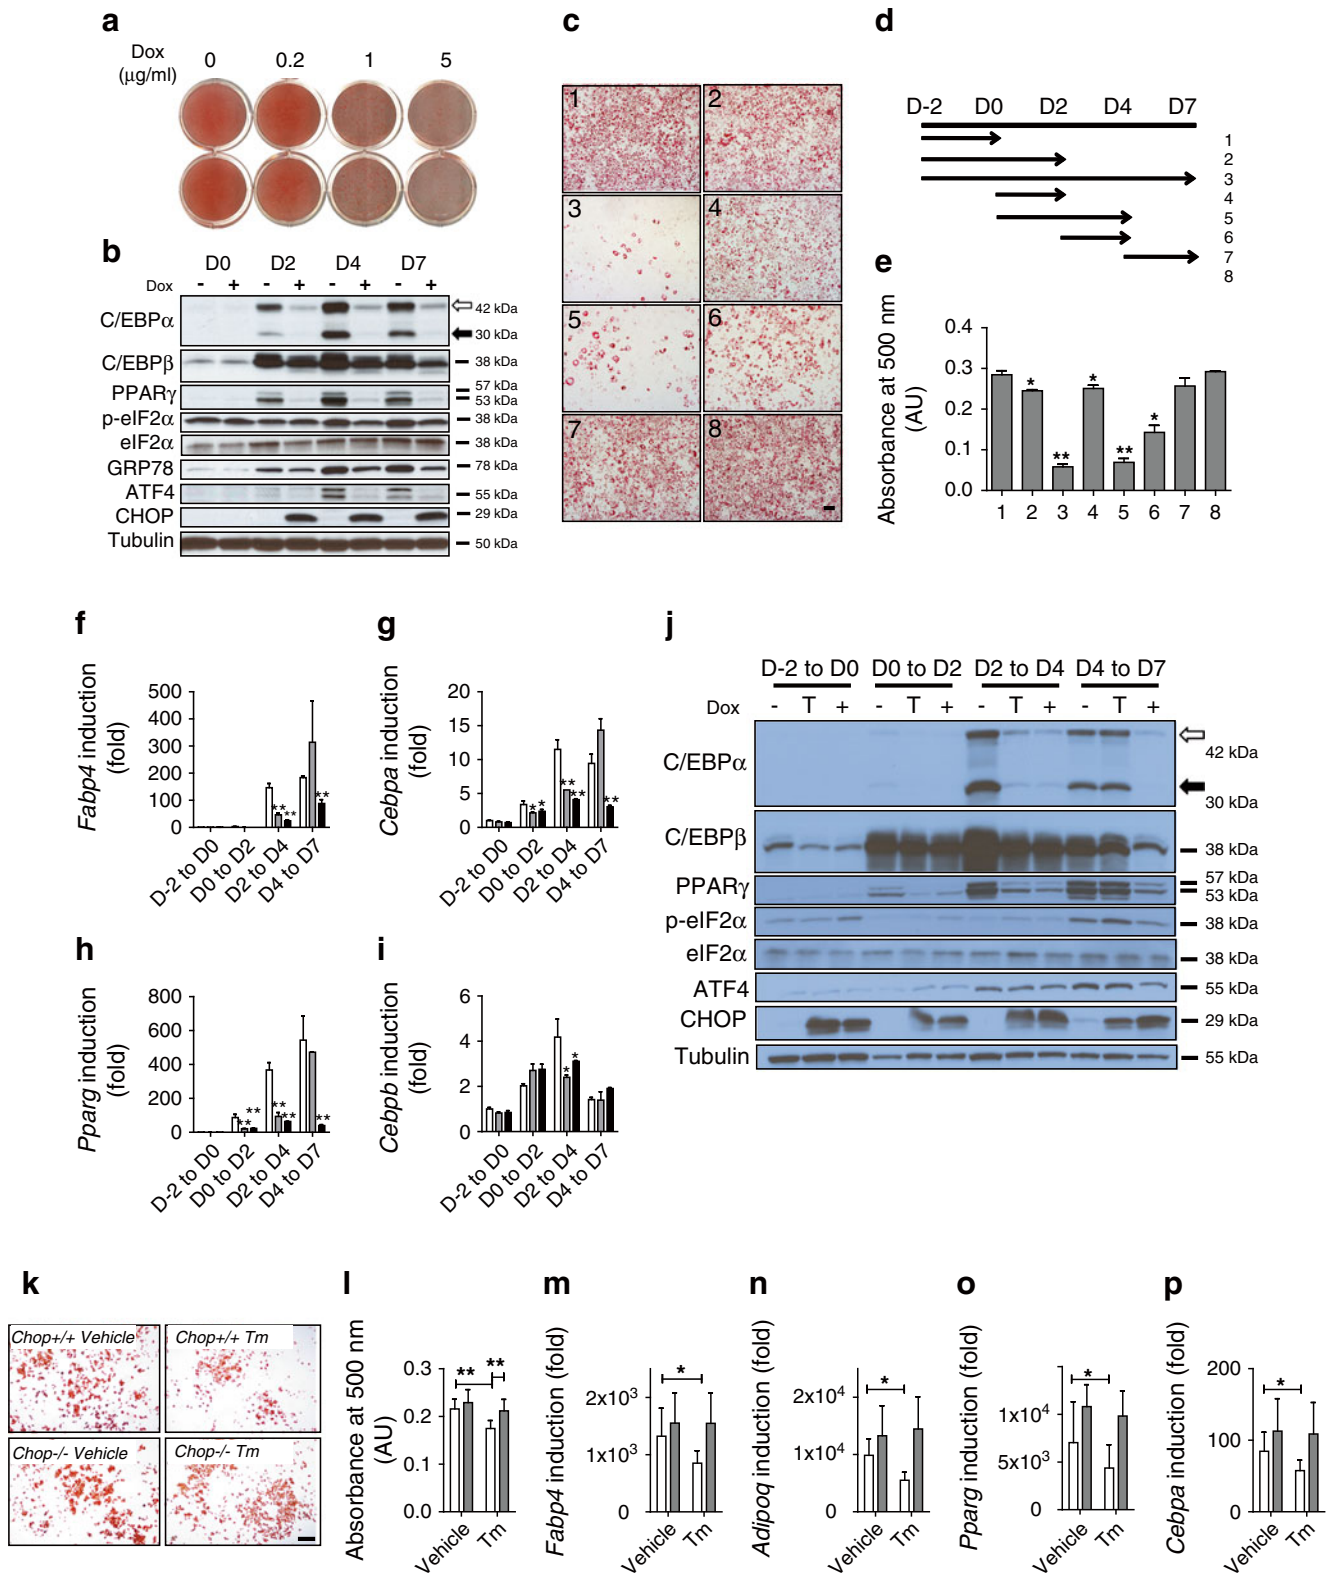 a
Dox
(μg/ml)
0 0.2 1 5
b
D0 D2 D4 D7
Dox - + - + - + - +
C/EBPα
42 kDa
30 kDa
C/EBPβ
38 kDa
PPARγ
57 kDa
53 kDa
p-eIF2α
38 kDa
eIF2α
38 kDa
GRP78
78 kDa
ATF4
55 kDa
CHOP
29 kDa
Tubulin
50 kDa
c
1 2
3 4
5 6
7 8
d
D-2 D0 D2 D4 D7
1
2
3
4
5
6
7
8
e
Absorbance at 500 nm
(AU)
0.4
0.3
0.2
0.1
0.0
* ** * ** *
1 2 3 4 5 6 7 8
f
Fabp4 induction
(fold)
500
400
300
200
100
0
** ** **
D-2 to D0
D0 to D2
D2 to D4
D4 to D7
g
Cebpa induction
(fold)
20
15
10
5
0
* * ** ** **
D-2 to D0
D0 to D2
D2 to D4
D4 to D7
h
Pparg induction
(fold)
800
600
400
200
0
** ** ** ** **
D-2 to D0
D0 to D2
D2 to D4
D4 to D7
i
Cebpb induction
(fold)
6
4
2
0
* *
D-2 to D0
D0 to D2
D2 to D4
D4 to D7
j
D-2 to D0 D0 to D2 D2 to D4 D4 to D7
Dox - T + - T + - T + - T +
C/EBPα
42 kDa
30 kDa
C/EBPβ
38 kDa
PPARγ
57 kDa
53 kDa
p-eIF2α
38 kDa
eIF2α
38 kDa
ATF4
55 kDa
CHOP
29 kDa
Tubulin
55 kDa
k
Chop+/+ Vehicle
Chop+/+ Tm
Chop-/- Vehicle
Chop-/- Tm
l
Absorbance at 500 nm
(AU)
0.3
0.2
0.1
0.0
** **
Vehicle
Tm
m
Fabp4 induction (fold)
2x10³
1x10³
0
*
Vehicle
Tm
n
Adipoq induction (fold)
2x10⁴
1x10⁴
0
*
Vehicle
Tm
o
Pparg induction (fold)
1x10⁴
5x10³
0
*
Vehicle
Tm
p
Cebpa induction (fold)
200
100
0
*
Vehicle
Tm